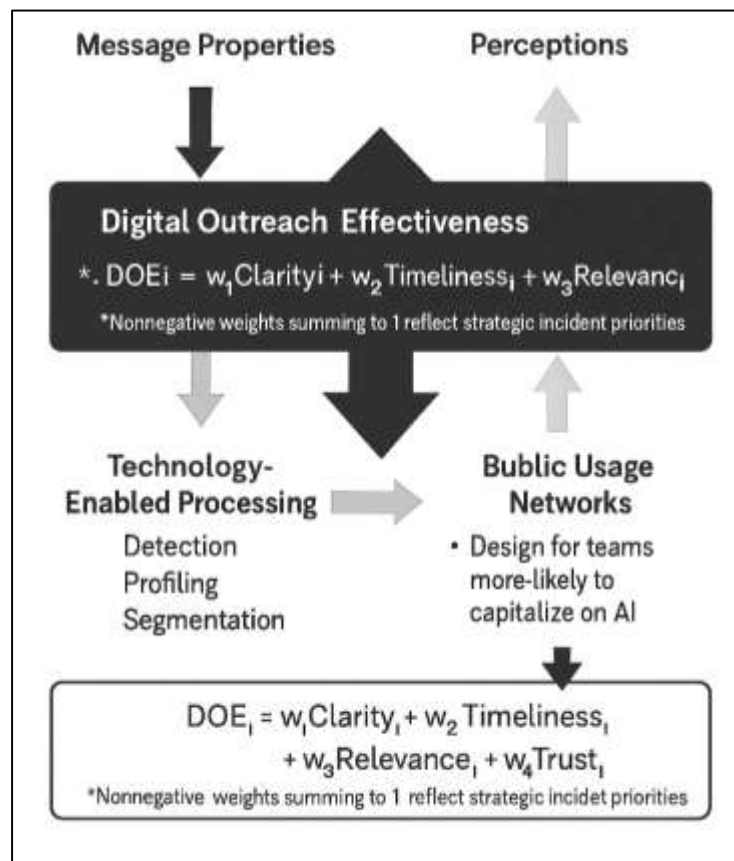 Message Properties
Perceptions
Digital Outreach Effectiveness
*. DOEi = w₁Clarityi + w₂Timelinessᵢ + w₃Relevancᵢ
*Nonnegative weights summing to 1 reflect strategic incident priorities
Technology-
Enabled Processing
Detection
Profiling
Segmentation
Bublic Usage
Networks
• Design for teams
more-likely to
capitalize on AI
DOEᵢ = wᵢClarityᵢ + w₂ Timelinessᵢ
+ w₃Relevanceᵢ + w₄Trustᵢ
*Nonnegative weights summing to 1 reflect strategic incidet priorities